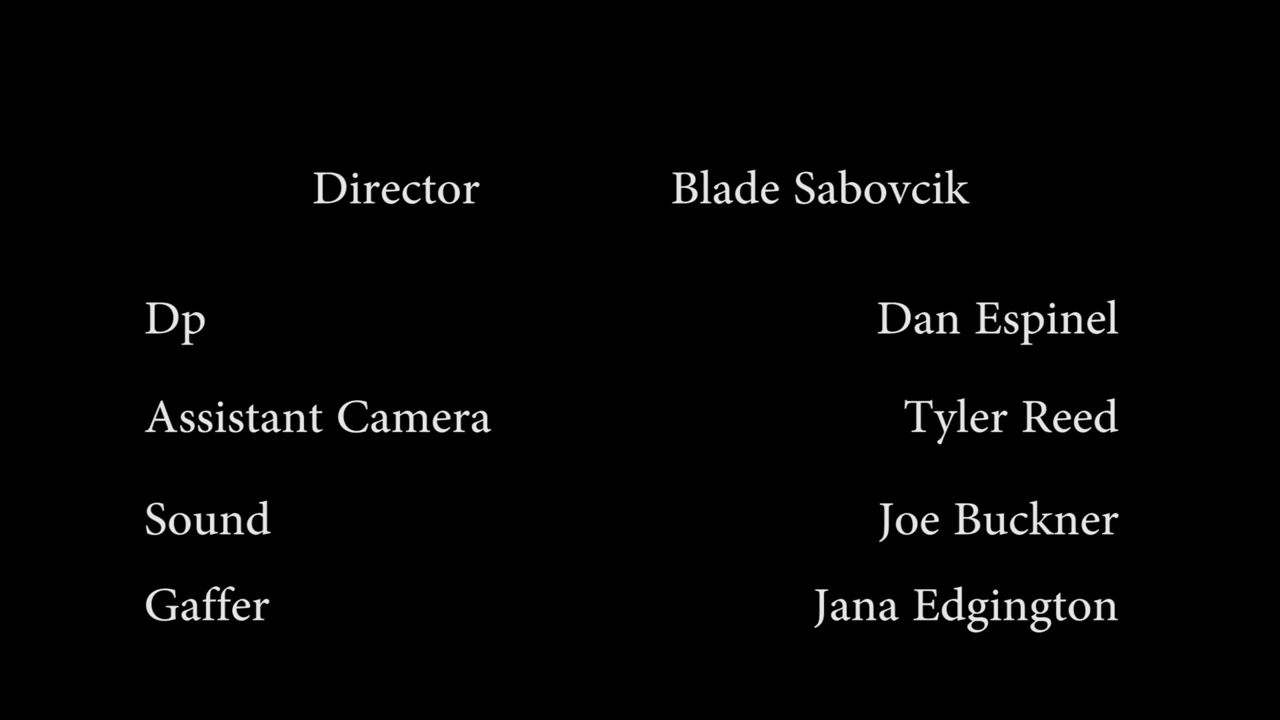 Director Blade Sabovcik
Dp Dan Espinel
Assistant Camera Tyler Reed
Sound Joe Buckner
Gaffer Jana Edgington